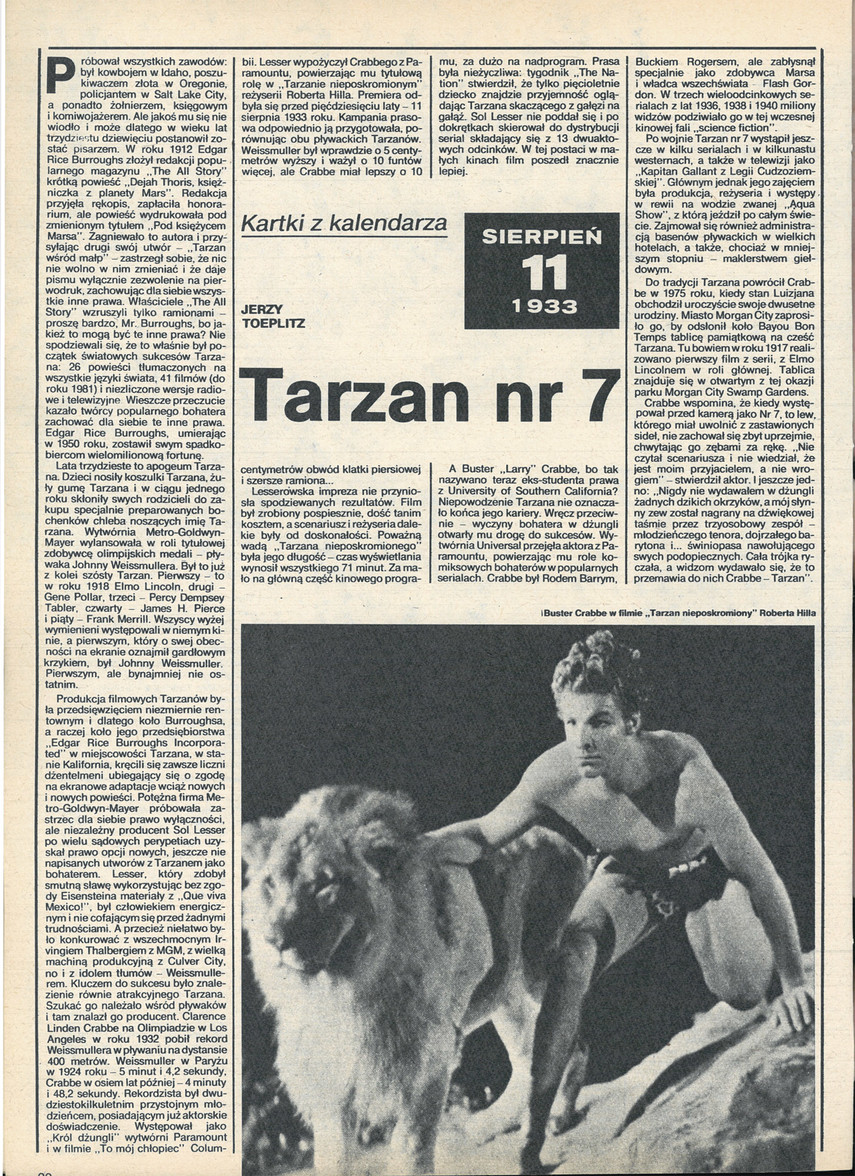 Próbował wszystkich zawodów:
był kowbojem w Idaho, poszu-
kiwaczem złota w Oregonie,
policjantem w Salt Lake City,
a ponadto żołnierzem, księgowym
i komiwojażerem. Ale jakoś mu się nie
wiodło i może dlatego w wieku lat
trzydziestu dziewięciu postanowił zo-
stać pisarzem. W roku 1912 Edgar
Rice Burroughs złożył redakcji popu-
larnego magazynu „The All Story"
krótką powieść „Dejah Thoris, księż-
niczka z planety Mars". Redakcja
przyjęła rękopis, zapłaciła honora-
rium, ale powieść wydrukowała pod
zmienionym tytułem „Pod księżycem
Marsa". Zagniewało to autora i przy-
syłając drugi swój utwór – „Tarzan
wśród małp" – zastrzegł sobie, że nic
nie wolno w nim zmieniać i że daje
pismu wyłącznie zezwolenie na pier-
wodruk, zachowując dla siebie wszys-
tkie inne prawa. Właściciele „The All
Story" wzruszyli tylko ramionami –
proszę bardzo, Mr. Burroughs, bo ja-
kież to mogą być te inne prawa? Nie
spodziewali się, że to właśnie był po-
czątek światowych sukcesów Tarza-
na: 26 powieści tłumaczonych na
wszystkie języki świata, 41 filmów (do
roku 1981) i niezliczone wersje radio-
we i telewizyjne. Wieszcze przeczucie
kazało twórcy popularnego bohatera
zachować dla siebie te inne prawa.
Edgar Rice Burroughs, umierając
w 1950 roku, zostawił swym spadko-
biercom wielomilionową fortunę.
Lata trzydzieste to apogeum Tarza-
na. Dzieci nosiły koszulki Tarzana, żu-
ły gumę Tarzana i w ciągu jednego
roku skłoniły swych rodzicieli do za-
kupu specjalnie preparowanych bo-
chenków chleba noszących imię Ta-
rzana. Wytwórnia Metro-Goldwyn-
Mayer wylansowała w roli tytułowej
zdobywcę olimpijskich medali – pły-
waka Johnny Weissmullera. Był to już
z kolei szósty Tarzan. Pierwszy – to
w roku 1918 Elmo Lincoln, drugi –
Gene Pollar, trzeci – Percy Dempsey
Tabler, czwarty – James H. Pierce
i piąty – Frank Merrill. Wszyscy wyżej
wymienieni występowali w niemym ki-
nie, a pierwszym, który o swej obec-
ności na ekranie oznajmił gardłowym
krzykiem, był Johnny Weissmuller.
Pierwszym, ale bynajmniej nie os-
tatnim.
Produkcja filmowych Tarzanów by-
ła przedsięwzięciem niezmiernie ren-
townym i dlatego koło Burroughsa,
a raczej koło jego przedsiębiorstwa
„Edgar Rice Burroughs Incorpora-
ted" w miejscowości Tarzana, w sta-
nie Kalifornia, kręcili się zawsze liczni
dżentelmeni ubiegający się o zgodę
na ekranowe adaptacje wciąż nowych
i nowych powieści. Potężna firma Me-
tro-Goldwyn-Mayer próbowała za-
strzec dla siebie prawo wyłączności,
ale niezależny producent Sol Lesser
po wielu sądowych perypetiach uzy-
skał prawo opcji nowych, jeszcze nie
napisanych utworów z Tarzanem jako
bohaterem. Lesser, który zdobył
smutną sławę wykorzystując bez zgo-
dy Eisensteina materiały z „Que viva
Mexico!", był człowiekiem energicz-
nym i nie cofającym się przed żadnymi
trudnościami. A przecież niełatwo by-
ło konkurować z wszechmocnym Ir-
vingiem Thalbergiem z MGM, z wielką
machiną produkcyjną z Culver City,
no i z idolem tłumów – Weissmulle-
rem. Kluczem do sukcesu było znale-
zienie równie atrakcyjnego Tarzana.
Szukać go należało wśród pływaków
i tam znalazł go producent. Clarence
Linden Crabbe na Olimpiadzie w Los
Angeles w roku 1932 pobił rekord
Weissmullera w pływaniu na dystansie
400 metrów. Weissmuller w Paryżu
w 1924 roku – 5 minut i 4,2 sekundy,
Crabbe w osiem lat później – 4 minuty
i 48,2 sekundy. Rekordzista był dwu-
dziestokilkuletnim przystojnym mło-
dzieńcem, posiadającym już aktorskie
doświadczenie. Występował jako
„Król dżungli" wytwórni Paramount
i w filmie „To mój chłopiec" Colum-
bii. Lesser wypożyczył Crabbego z Pa-
ramountu, powierzając mu tytułową
rolę w „Tarzanie nieposkromionym"
reżyserii Roberta Hilla. Premiera od-
była się przed pięćdziesięciu laty – 11
sierpnia 1933 roku. Kampania praso-
wa odpowiednio ją przygotowała, po-
równując obu pływackich Tarzanów.
Weissmuller był wprawdzie o 5 centy-
metrów wyższy i ważył o 10 funtów
więcej, ale Crabbe miał lepszy o 10
Kartki z kalendarza
SIERPIEŃ
11
1933
JERZY
TOEPLITZ
Tarzan nr 7
centymetrów obwód klatki piersiowej
i szersze ramiona...
Lesserowska impreza nie przynio-
sła spodziewanych rezultatów. Film
był zrobiony pospiesznie, dość tanim
kosztem, a scenariusz i reżyseria dale-
kie były od doskonałości. Poważną
wadą „Tarzana nieposkromionego"
była jego długość – czas wyświetlania
wynosił wszystkiego 71 minut. Za ma-
ło na główną część kinowego progra-
mu, za dużo na nadprogram. Prasa
była nieżyczliwa: tygodnik „The Na-
tion" stwierdził, że tylko pięcioletnie
dziecko znajdzie przyjemność oglą-
dając Tarzana skaczącego z gałęzi na
gałąź. Sol Lesser nie poddał się i po
dokrętkach skierował do dystrybucji
serial składający się z 13 dwuakto-
wych odcinków. W tej postaci w ma-
łych kinach film poszedł znacznie
lepiej.
A Buster „Larry" Crabbe, bo tak
nazywano teraz eks-studenta prawa
z University of Southern California?
Niepowodzenie Tarzana nie oznacza-
ło końca jego kariery. Wręcz przeciw-
nie – wyczyny bohatera w dżungli
otwarły mu drogę do sukcesów. Wy-
twórnia Universal przejęła aktora z Pa-
ramountu, powierzając mu role ko-
miksowych bohaterów w popularnych
serialach. Crabbe był Rodem Barrym,
Buckiem Rogersem, ale zabłysnął
specjalnie jako zdobywca Marsa
i władca wszechświata – Flash Gor-
don. W trzech wieloodcinkowych se-
rialach z lat 1936, 1938 i 1940 miliony
widzów podziwiało go w tej wczesnej
kinowej fali „science fiction".
Po wojnie Tarzan nr 7 wystąpił jesz-
cze w kilku serialach i w kilkunastu
westernach, a także w telewizji jako
„Kapitan Gallant z Legii Cudzoziem-
skiej". Głównym jednak jego zajęciem
była produkcja, reżyseria i występy
w rewii na wodzie zwanej „Aqua
Show", z którą jeździł po całym świe-
cie. Zajmował się również administra-
cją basenów pływackich w wielkich
hotelach, a także, chociaż w mniej-
szym stopniu – maklerstwem gieł-
dowym.
Do tradycji Tarzana powrócił Crab-
be w 1975 roku, kiedy stan Luizjana
obchodził uroczyście swoje dwusetne
urodziny. Miasto Morgan City zaprosi-
ło go, by odsłonił koło Bayou Bon
Temps tablicę pamiątkową na cześć
Tarzana. Tu bowiem w roku 1917 reali-
zowano pierwszy film z serii, z Elmo
Lincolnem w roli głównej. Tablica
znajduje się w otwartym z tej okazji
parku Morgan City Swamp Gardens.
Crabbe wspomina, że kiedy wystę-
pował przed kamerą jako Nr 7, to lew,
którego miał uwolnić z zastawionych
sideł, nie zachował się zbyt uprzejmie,
chwytając go zębami za rękę. „Nie
czytał scenariusza i nie wiedział, że
jest moim przyjacielem, a nie wro-
giem" – stwierdził aktor. I jeszcze jed-
no: „Nigdy nie wydawałem w dżungli
żadnych dzikich okrzyków, a mój słyn-
ny zew został nagrany na dźwiękowej
taśmie przez trzyosobowy zespół –
młodzieńczego tenora, dojrzałego ba-
rytona i... świniopasa nawołującego
swych podopiecznych. Cała trójka ry-
czała, a widzom wydawało się, że to
przemawia do nich Crabbe – Tarzan".
Buster Crabbe w filmie „Tarzan nieposkromiony" Roberta Hilla